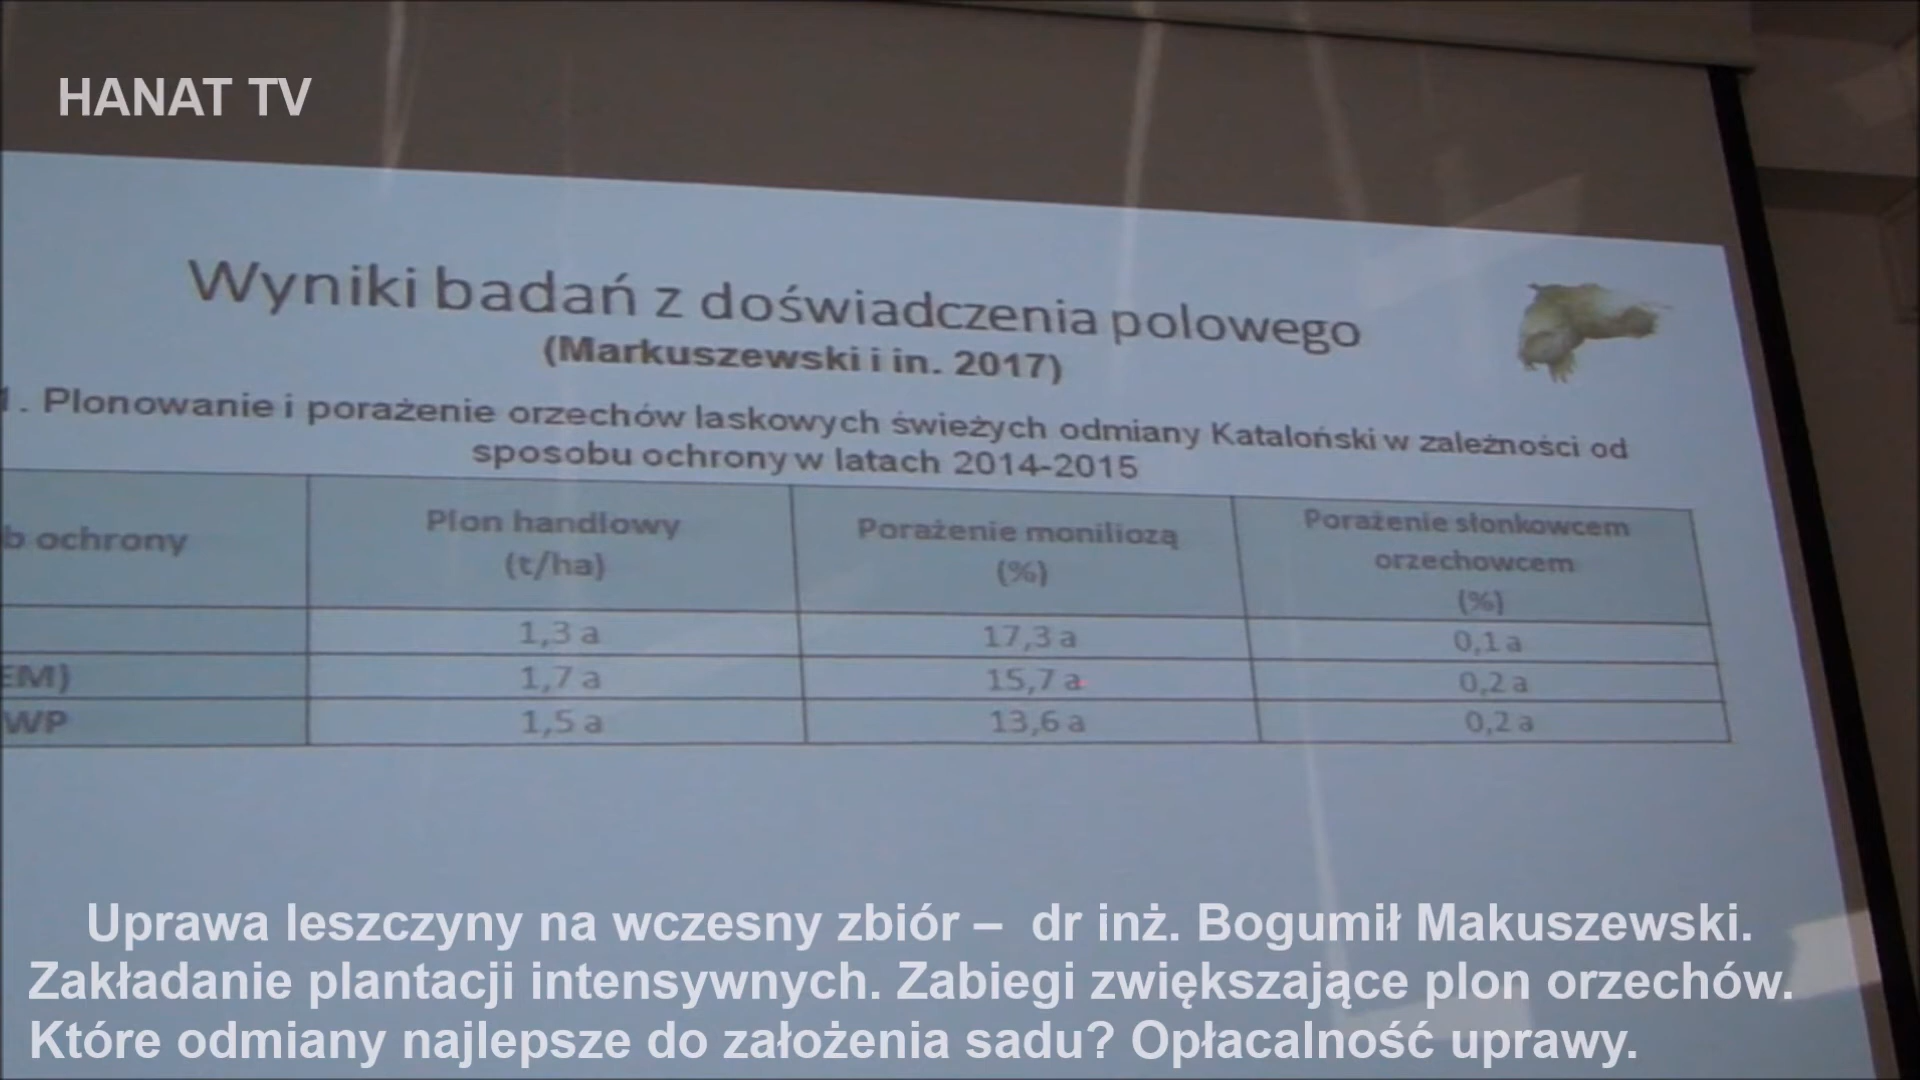 HANAT TV
Wyniki badań z doświadczenia polowego
(Markuszewski i in. 2017)
1. Plonowanie i porażenie orzechów laskowych świeżych odmiany Kataloński w zależności od
sposobu ochrony w latach 2014-2015
b ochrony
Plon handlowy
(t/ha)
Porażenie moniliozą
(%)
Porażenie słonkowcem
orzechowcem
(%)
1,3 a 17,3 a 0,1 a
EM) 1,7 a 15,7 a 0,2 a
WP 1,5 a 13,6 a 0,2 a
Uprawa leszczyny na wczesny zbiór – dr inż. Bogumił Makuszewski.
Zakładanie plantacji intensywnych. Zabiegi zwiększające plon orzechów.
Które odmiany najlepsze do założenia sadu? Opłacalność uprawy.